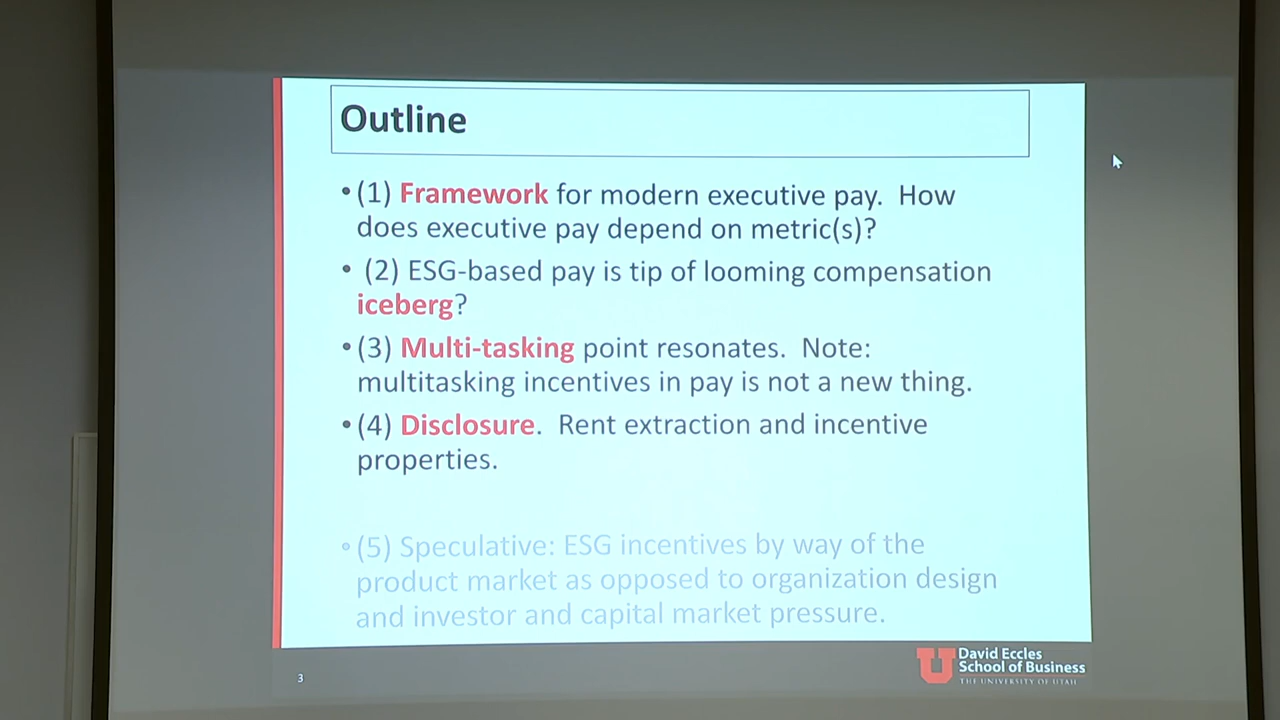 Outline
• (1) Framework for modern executive pay.  How
does executive pay depend on metric(s)?
•  (2) ESG-based pay is tip of looming compensation
iceberg?
• (3) Multi-tasking point resonates.  Note:
multitasking incentives in pay is not a new thing.
• (4) Disclosure.  Rent extraction and incentive
properties.
• (5) Speculative: ESG incentives by way of the
product market as opposed to organization design
and investor and capital market pressure.
3
U
David Eccles
School of Business
THE UNIVERSITY OF UTAH